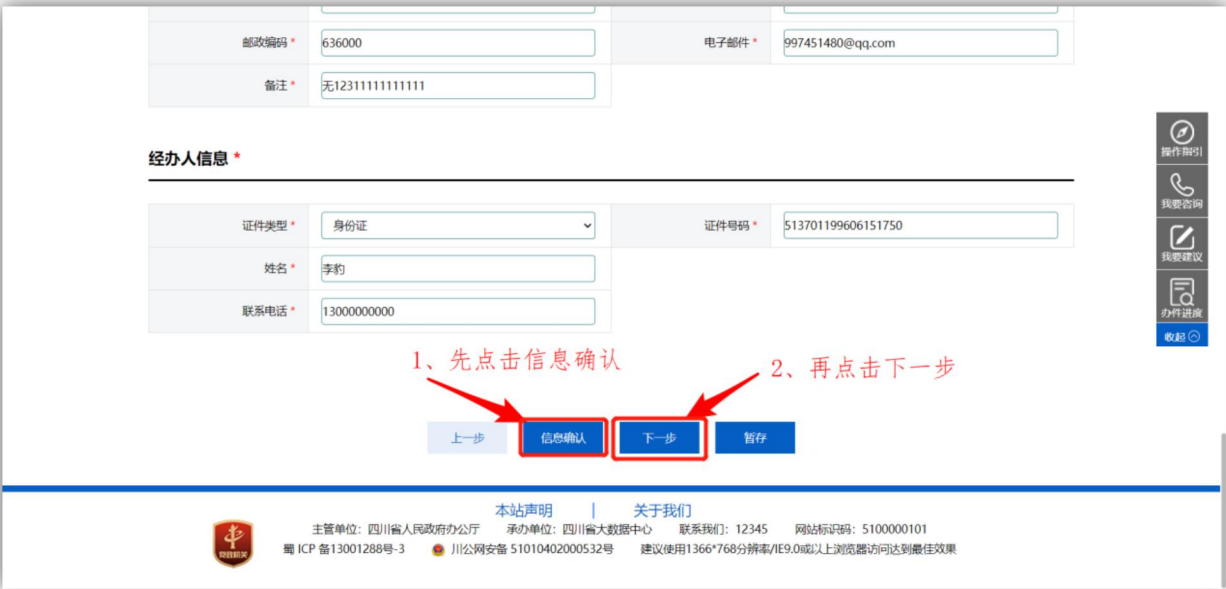 邮政编码 * 636000 电子邮件 * 997451480@qq.com
备注 * 无12311111111111
操作指引
经办人信息 *
我要咨询
证件类型 * 身份证 证件号码 * 513701199606151750
我要建议
姓名 * 李豹
联系电话 * 13000000000
办件进度
收起
1、先点击信息确认
2、再点击下一步
上一步 信息确认 下一步 暂存
本站声明 | 关于我们
主管单位：四川省人民政府办公厅 承办单位：四川省大数据中心 联系我们：12345 网站标识码：5100000101
蜀 ICP 备13001288号-3 川公网安备 51010402000532号 建议使用1366*768分辨率/IE9.0或以上浏览器访问达到最佳效果
党政机关